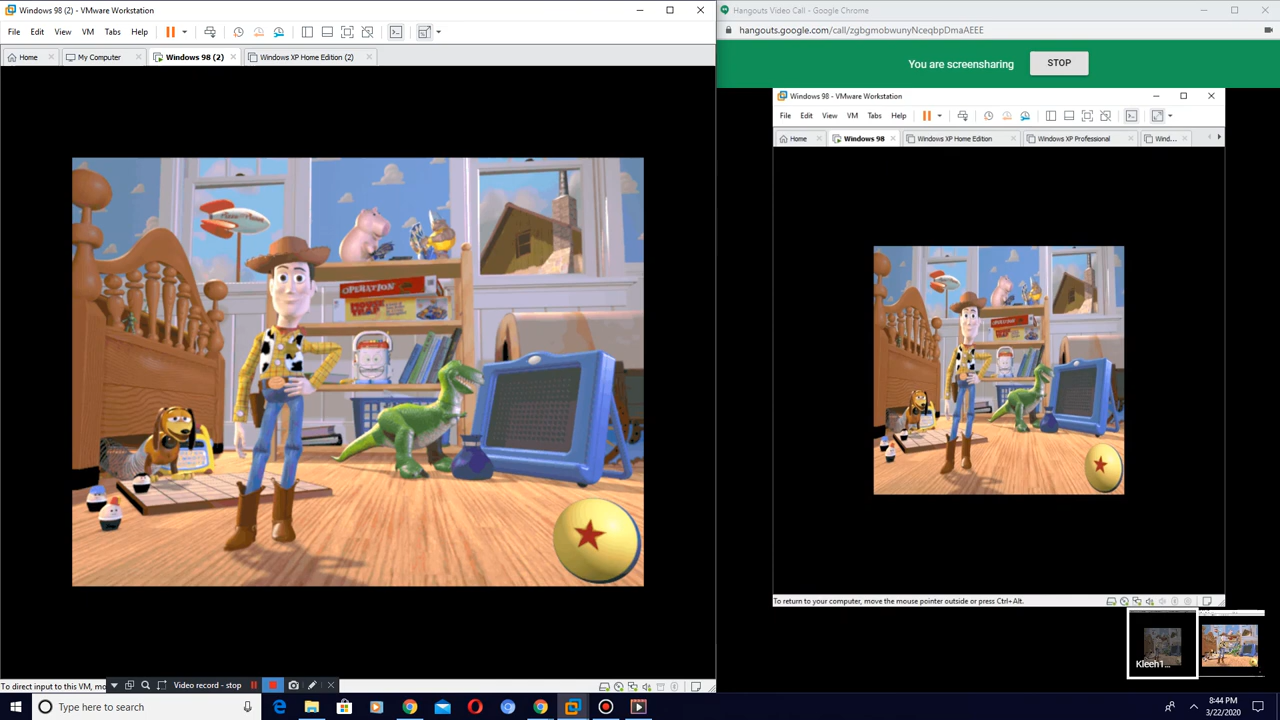 Windows 98 (2) - VMware Workstation
File Edit View VM Tabs Help
Home My Computer Windows 98 (2) Windows XP Home Edition (2)
OPERATION
MOUSE TRAP
To direct input to this VM, mo
Video record - stop
Hangouts Video Call - Google Chrome
hangouts.google.com/call/zgbgmobwunyNceqbpDmaAEEE
You are screensharing STOP
Windows 98 - VMware Workstation
File Edit View VM Tabs Help
Home Windows 98 Windows XP Home Edition Windows XP Professional Wind...
OPERATION
To return to your computer, move the mouse pointer outside or press Ctrl+Alt.
Kleeh1...
Type here to search
8:44 PM
3/22/2020